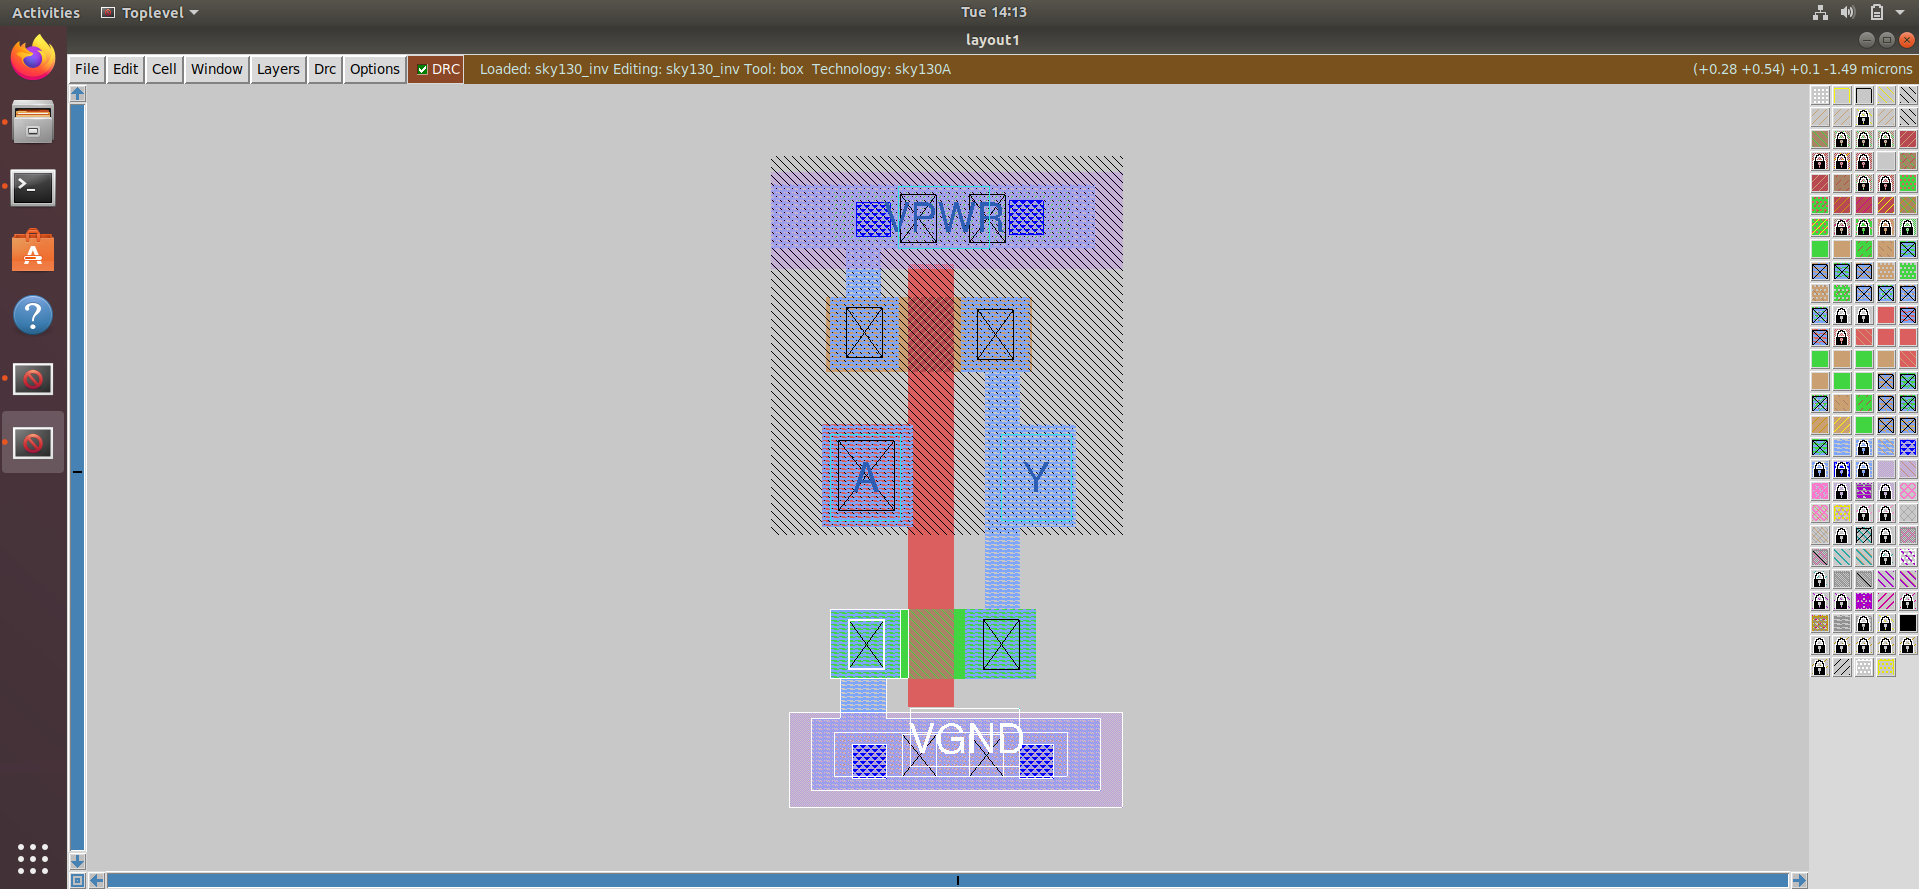 Activities Toplevel Tue 14:13
layout1
File Edit Cell Window Layers Drc Options DRC Loaded: sky130_inv Editing: sky130_inv Tool: box Technology: sky130A (+0.28 +0.54) +0.1 -1.49 microns
VPWR
A Y
VGND